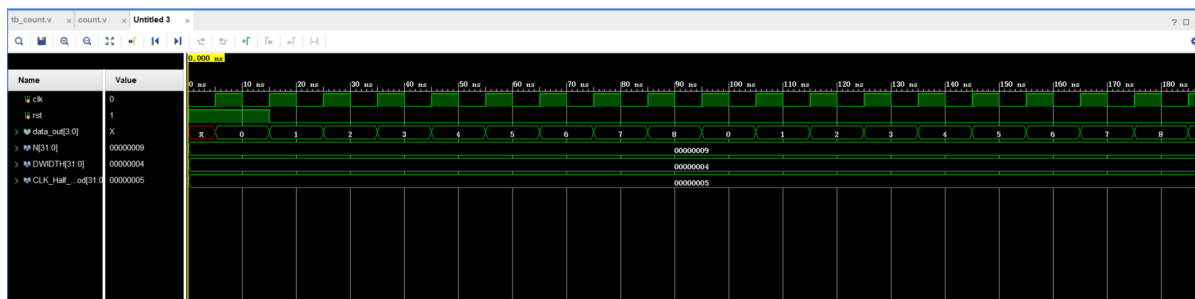 tb_count.v × count.v × Untitled 3 ×
? □
0.000 ns
Name Value
0 ns 10 ns 20 ns 30 ns 40 ns 50 ns 60 ns 70 ns 80 ns 90 ns 100 ns 110 ns 120 ns 130 ns 140 ns 150 ns 160 ns 170 ns 180 ns
clk 0
rst 1
data_out[3:0] X X 0 1 2 3 4 5 6 7 8 0 1 2 3 4 5 6 7 8
N[31:0] 00000009 00000009
DWIDTH[31:0] 00000004 00000004
CLK_Half_...od[31:0 00000005 00000005